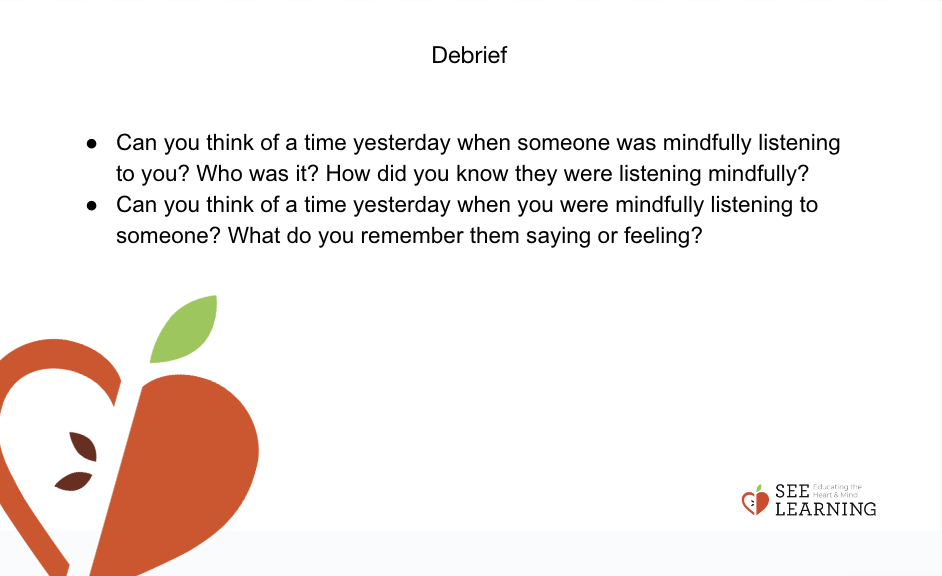 Debrief
● Can you think of a time yesterday when someone was mindfully listening
to you? Who was it? How did you know they were listening mindfully?
● Can you think of a time yesterday when you were mindfully listening to
someone? What do you remember them saying or feeling?
SEE Educating the
Heart & Mind
LEARNING